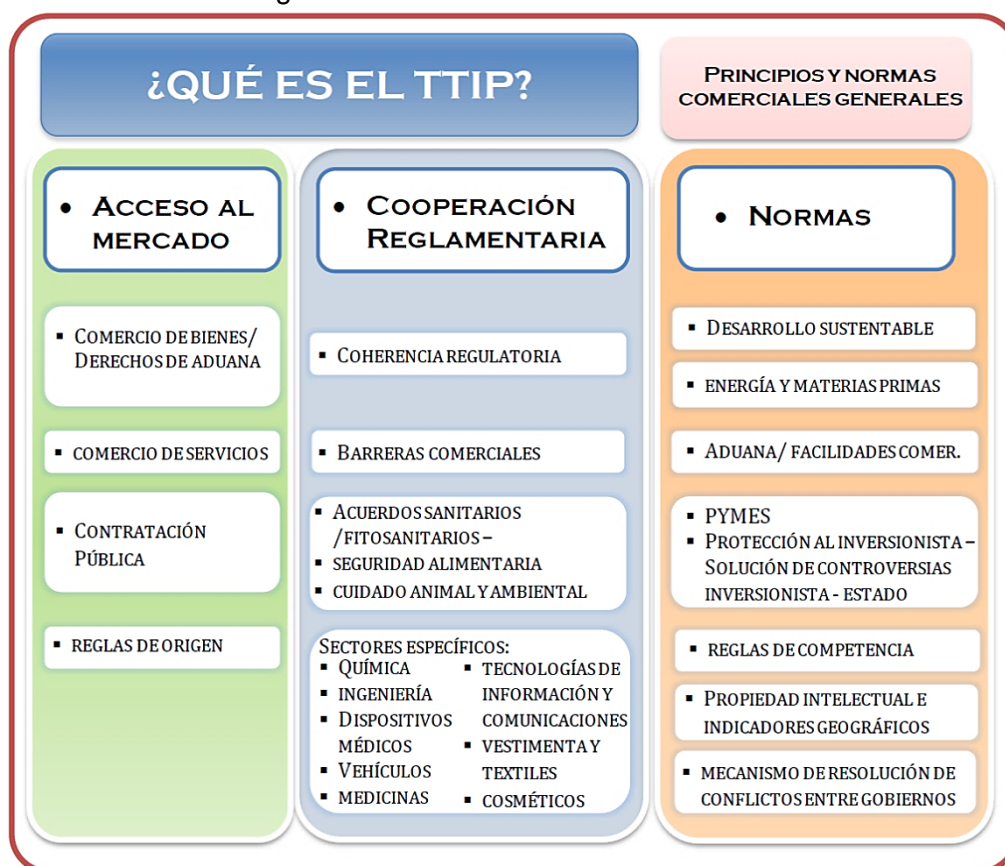 ¿QUÉ ES EL TTIP?
PRINCIPIOS Y NORMAS
COMERCIALES GENERALES
• ACCESO AL
MERCADO
▪ COMERCIO DE BIENES/
DERECHOS DE ADUANA
▪ COMERCIO DE SERVICIOS
▪ CONTRATACIÓN
PÚBLICA
▪ REGLAS DE ORIGEN
• COOPERACIÓN
REGLAMENTARIA
▪ COHERENCIA REGULATORIA
▪ BARRERAS COMERCIALES
▪ ACUERDOS SANITARIOS
/FITOSANITARIOS –
▪ SEGURIDAD ALIMENTARIA
▪ CUIDADO ANIMAL Y AMBIENTAL
SECTORES ESPECÍFICOS:
▪ QUÍMICA
▪ INGENIERÍA
▪ DISPOSITIVOS
MÉDICOS
▪ VEHÍCULOS
▪ MEDICINAS
▪ TECNOLOGÍAS DE
INFORMACIÓN Y
COMUNICACIONES
▪ VESTIMENTA Y
TEXTILES
▪ COSMÉTICOS
• NORMAS
▪ DESARROLLO SUSTENTABLE
▪ ENERGÍA Y MATERIAS PRIMAS
▪ ADUANA/ FACILIDADES COMER.
▪ PYMES
▪ PROTECCIÓN AL INVERSIONISTA –
SOLUCIÓN DE CONTROVERSIAS
INVERSIONISTA - ESTADO
▪ REGLAS DE COMPETENCIA
▪ PROPIEDAD INTELECTUAL E
INDICADORES GEOGRÁFICOS
▪ MECANISMO DE RESOLUCIÓN DE
CONFLICTOS ENTRE GOBIERNOS